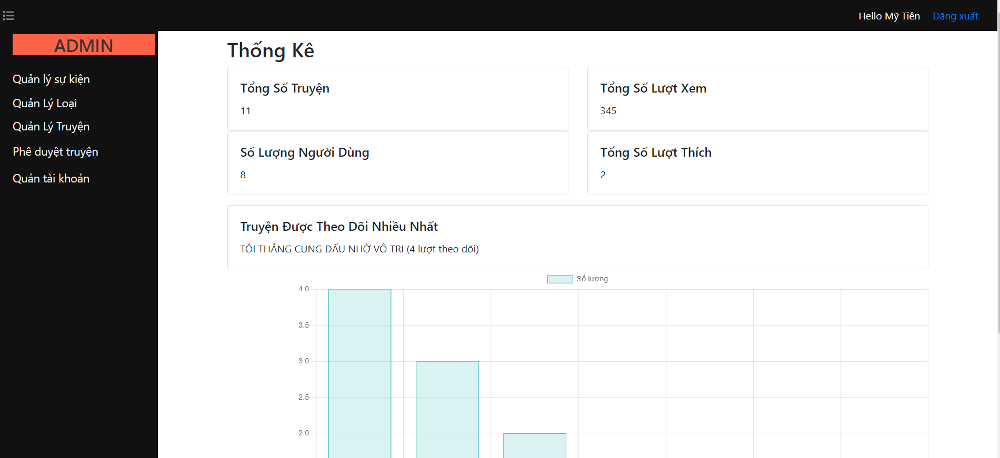 Hello Mỹ Tiên Đăng xuất
ADMIN
Quản lý sự kiện
Quản Lý Loại
Quản Lý Truyện
Phê duyệt truyện
Quản tài khoản
Thống Kê
Tổng Số Truyện
11
Tổng Số Lượt Xem
345
Số Lượng Người Dùng
8
Tổng Số Lượt Thích
2
Truyện Được Theo Dõi Nhiều Nhất
TÔI THẮNG CUNG ĐẤU NHỜ VÔ TRI (4 lượt theo dõi)
Số lượng
4.0
3.5
3.0
2.5
2.0